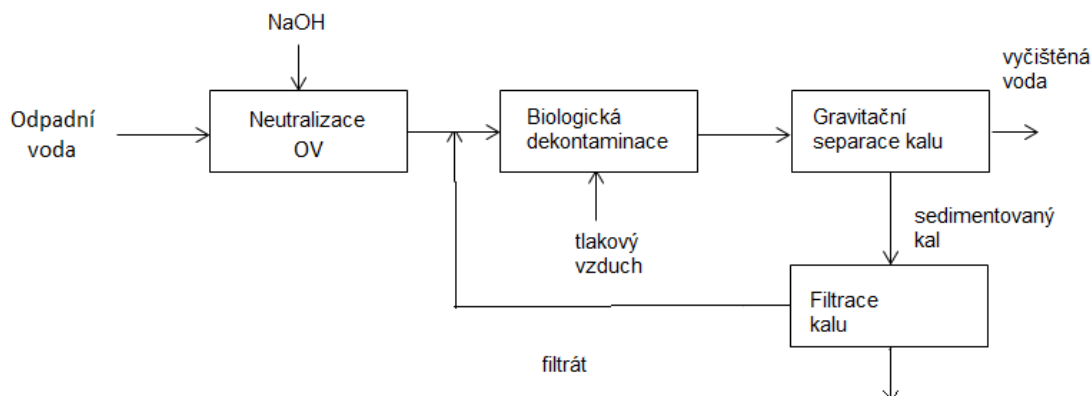 NaOH
Odpadní
voda
Neutralizace
OV
Biologická
dekontaminace
tlakový
vzduch
Gravitační
separace kalu
vyčištěná
voda
sedimentovaný
kal
Filtrace
kalu
filtrát